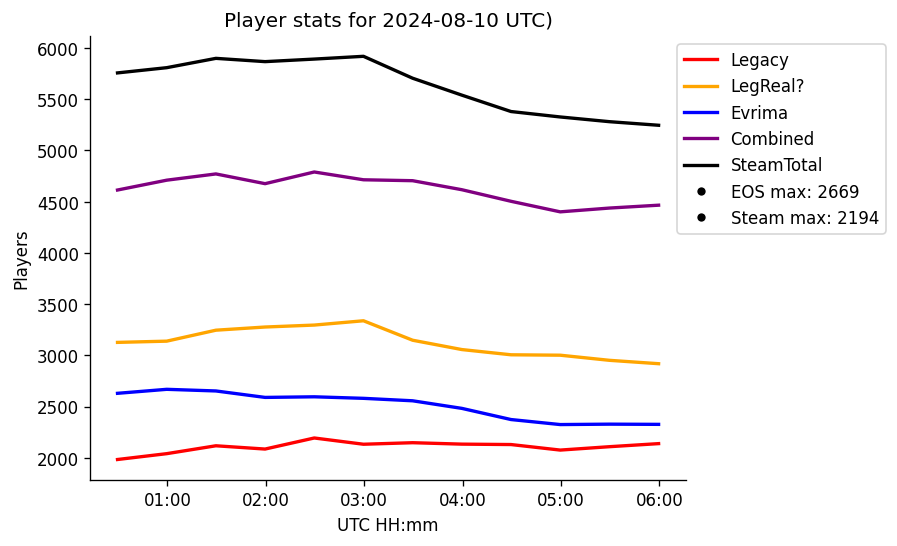 Player stats for 2024-08-10 UTC)
6000
5500
5000
4500
4000
3500
3000
2500
2000
Players
01:00 02:00 03:00 04:00 05:00 06:00
UTC HH:mm
Legacy
LegReal?
Evrima
Combined
SteamTotal
EOS max: 2669
Steam max: 2194